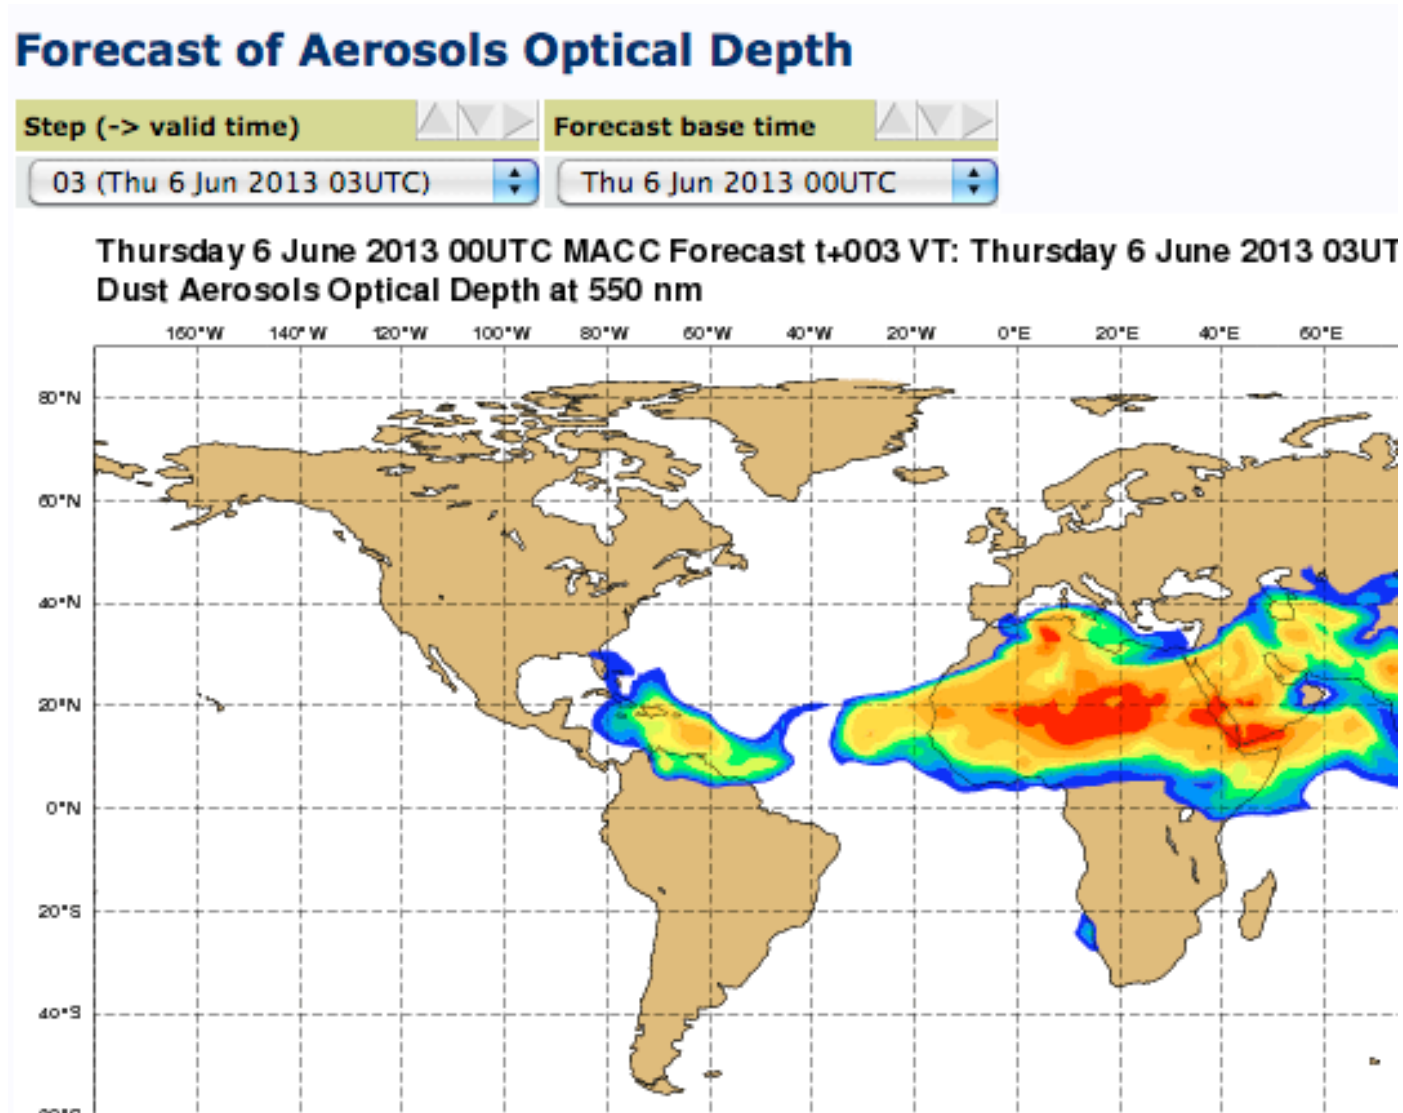 Forecast of Aerosols Optical Depth
Step (-> valid time) Forecast base time
03 (Thu 6 Jun 2013 03UTC) Thu 6 Jun 2013 00UTC
Thursday 6 June 2013 00UTC MACC Forecast t+003 VT: Thursday 6 June 2013 03UT
Dust Aerosols Optical Depth at 550 nm
160°W 140°W 120°W 100°W 80°W 60°W 40°W 20°W 0°E 20°E 40°E 60°E
80°N
60°N
40°N
20°N
0°N
20°S
40°S